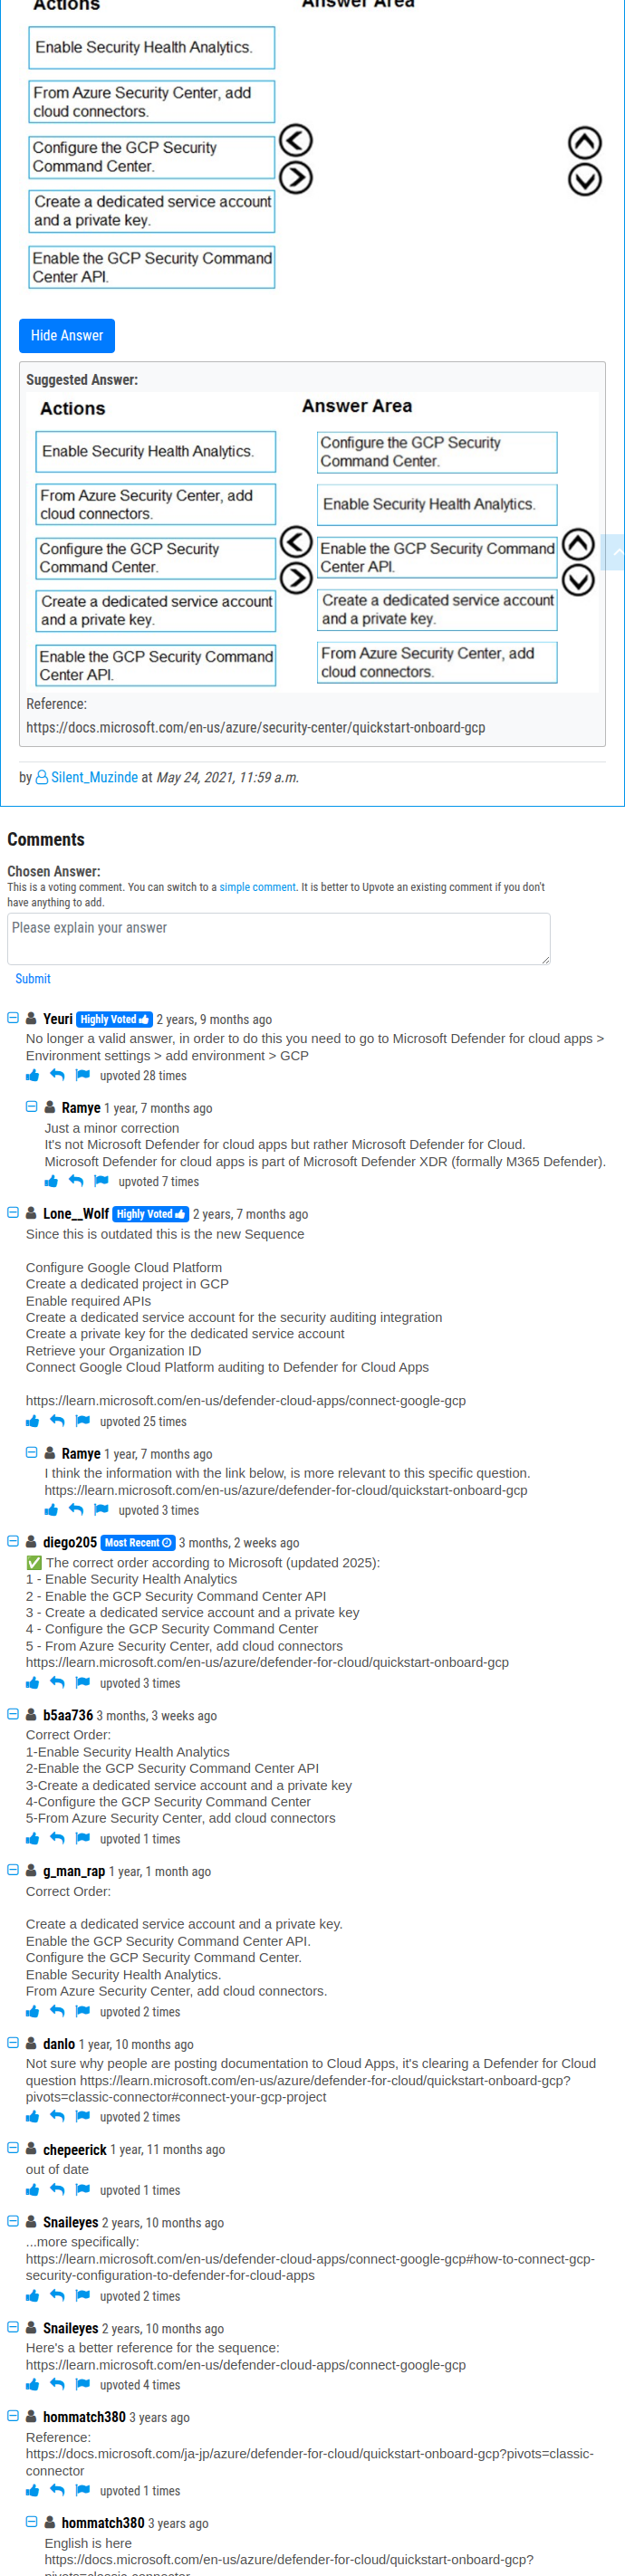 Actions
Answer Area
Enable Security Health Analytics.
From Azure Security Center, add
cloud connectors.
Configure the GCP Security
Command Center.
Create a dedicated service account
and a private key.
Enable the GCP Security Command
Center API.
Hide Answer
Suggested Answer:
Actions
Answer Area
Enable Security Health Analytics.
Configure the GCP Security
Command Center.
From Azure Security Center, add
cloud connectors.
Enable Security Health Analytics.
Configure the GCP Security
Command Center.
Enable the GCP Security Command
Center API.
Create a dedicated service account
and a private key.
Create a dedicated service account
and a private key.
Enable the GCP Security Command
Center API.
From Azure Security Center, add
cloud connectors.
Reference:
https://docs.microsoft.com/en-us/azure/security-center/quickstart-onboard-gcp
by Silent_Muzinde at May 24, 2021, 11:59 a.m.
Comments
Chosen Answer:
This is a voting comment. You can switch to a simple comment. It is better to Upvote an existing comment if you don't
have anything to add.
Please explain your answer
Submit
Yeuri Highly Voted 2 years, 9 months ago
No longer a valid answer, in order to do this you need to go to Microsoft Defender for cloud apps >
Environment settings > add environment > GCP
upvoted 28 times
Ramye 1 year, 7 months ago
Just a minor correction
It's not Microsoft Defender for cloud apps but rather Microsoft Defender for Cloud.
Microsoft Defender for cloud apps is part of Microsoft Defender XDR (formally M365 Defender).
upvoted 7 times
Lone__Wolf Highly Voted 2 years, 7 months ago
Since this is outdated this is the new Sequence
Configure Google Cloud Platform
Create a dedicated project in GCP
Enable required APIs
Create a dedicated service account for the security auditing integration
Create a private key for the dedicated service account
Retrieve your Organization ID
Connect Google Cloud Platform auditing to Defender for Cloud Apps
https://learn.microsoft.com/en-us/defender-cloud-apps/connect-google-gcp
upvoted 25 times
Ramye 1 year, 7 months ago
I think the information with the link below, is more relevant to this specific question.
https://learn.microsoft.com/en-us/azure/defender-for-cloud/quickstart-onboard-gcp
upvoted 3 times
diego205 Most Recent 3 months, 2 weeks ago
✅ The correct order according to Microsoft (updated 2025):
1 - Enable Security Health Analytics
2 - Enable the GCP Security Command Center API
3 - Create a dedicated service account and a private key
4 - Configure the GCP Security Command Center
5 - From Azure Security Center, add cloud connectors
https://learn.microsoft.com/en-us/azure/defender-for-cloud/quickstart-onboard-gcp
upvoted 3 times
b5aa736 3 months, 3 weeks ago
Correct Order:
1-Enable Security Health Analytics
2-Enable the GCP Security Command Center API
3-Create a dedicated service account and a private key
4-Configure the GCP Security Command Center
5-From Azure Security Center, add cloud connectors
upvoted 1 times
g_man_rap 1 year, 1 month ago
Correct Order:
Create a dedicated service account and a private key.
Enable the GCP Security Command Center API.
Configure the GCP Security Command Center.
Enable Security Health Analytics.
From Azure Security Center, add cloud connectors.
upvoted 2 times
danlo 1 year, 10 months ago
Not sure why people are posting documentation to Cloud Apps, it's clearing a Defender for Cloud
question https://learn.microsoft.com/en-us/azure/defender-for-cloud/quickstart-onboard-gcp?
pivots=classic-connector#connect-your-gcp-project
upvoted 2 times
chepeerick 1 year, 11 months ago
out of date
upvoted 1 times
Snaileyes 2 years, 10 months ago
...more specifically:
https://learn.microsoft.com/en-us/defender-cloud-apps/connect-google-gcp#how-to-connect-gcp-
security-configuration-to-defender-for-cloud-apps
upvoted 2 times
Snaileyes 2 years, 10 months ago
Here's a better reference for the sequence:
https://learn.microsoft.com/en-us/defender-cloud-apps/connect-google-gcp
upvoted 4 times
hommatch380 3 years ago
Reference:
https://docs.microsoft.com/ja-jp/azure/defender-for-cloud/quickstart-onboard-gcp?pivots=classic-
connector
upvoted 1 times
hommatch380 3 years ago
English is here
https://docs.microsoft.com/en-us/azure/defender-for-cloud/quickstart-onboard-gcp?
pivots=classic-connector